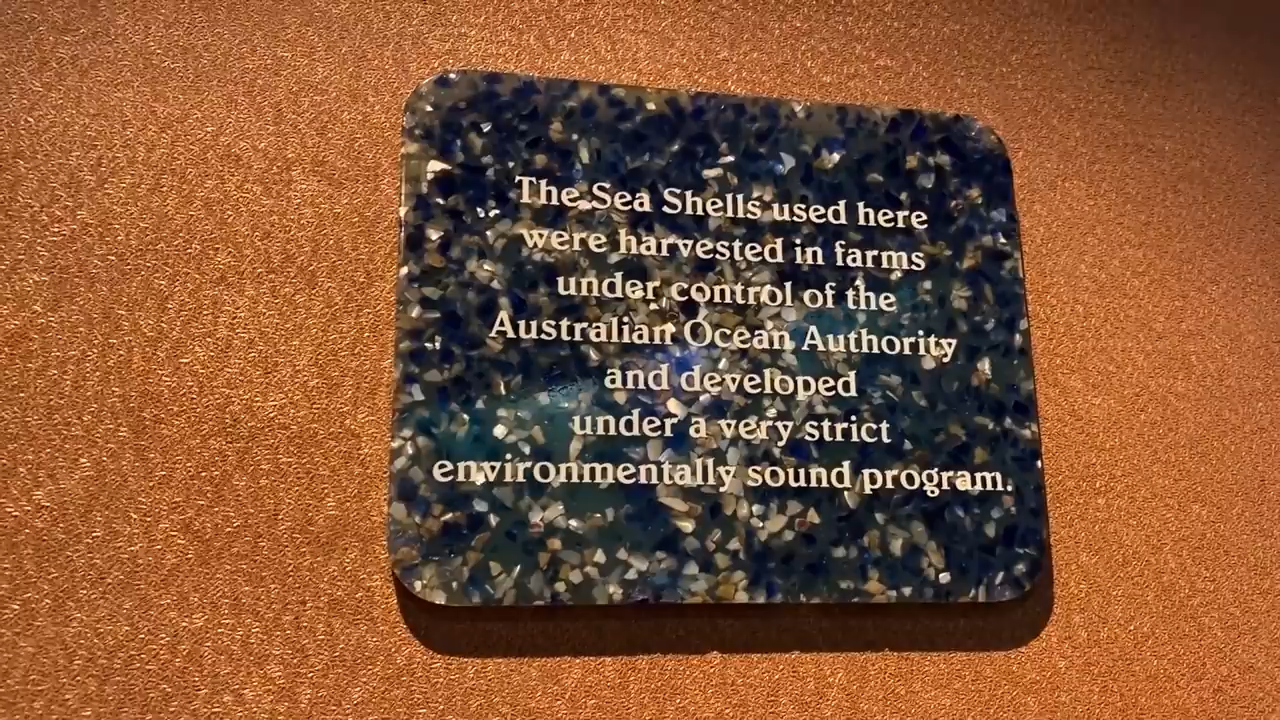 The Sea Shells used here
were harvested in farms
under control of the
Australian Ocean Authority
and developed
under a very strict
environmentally sound program.